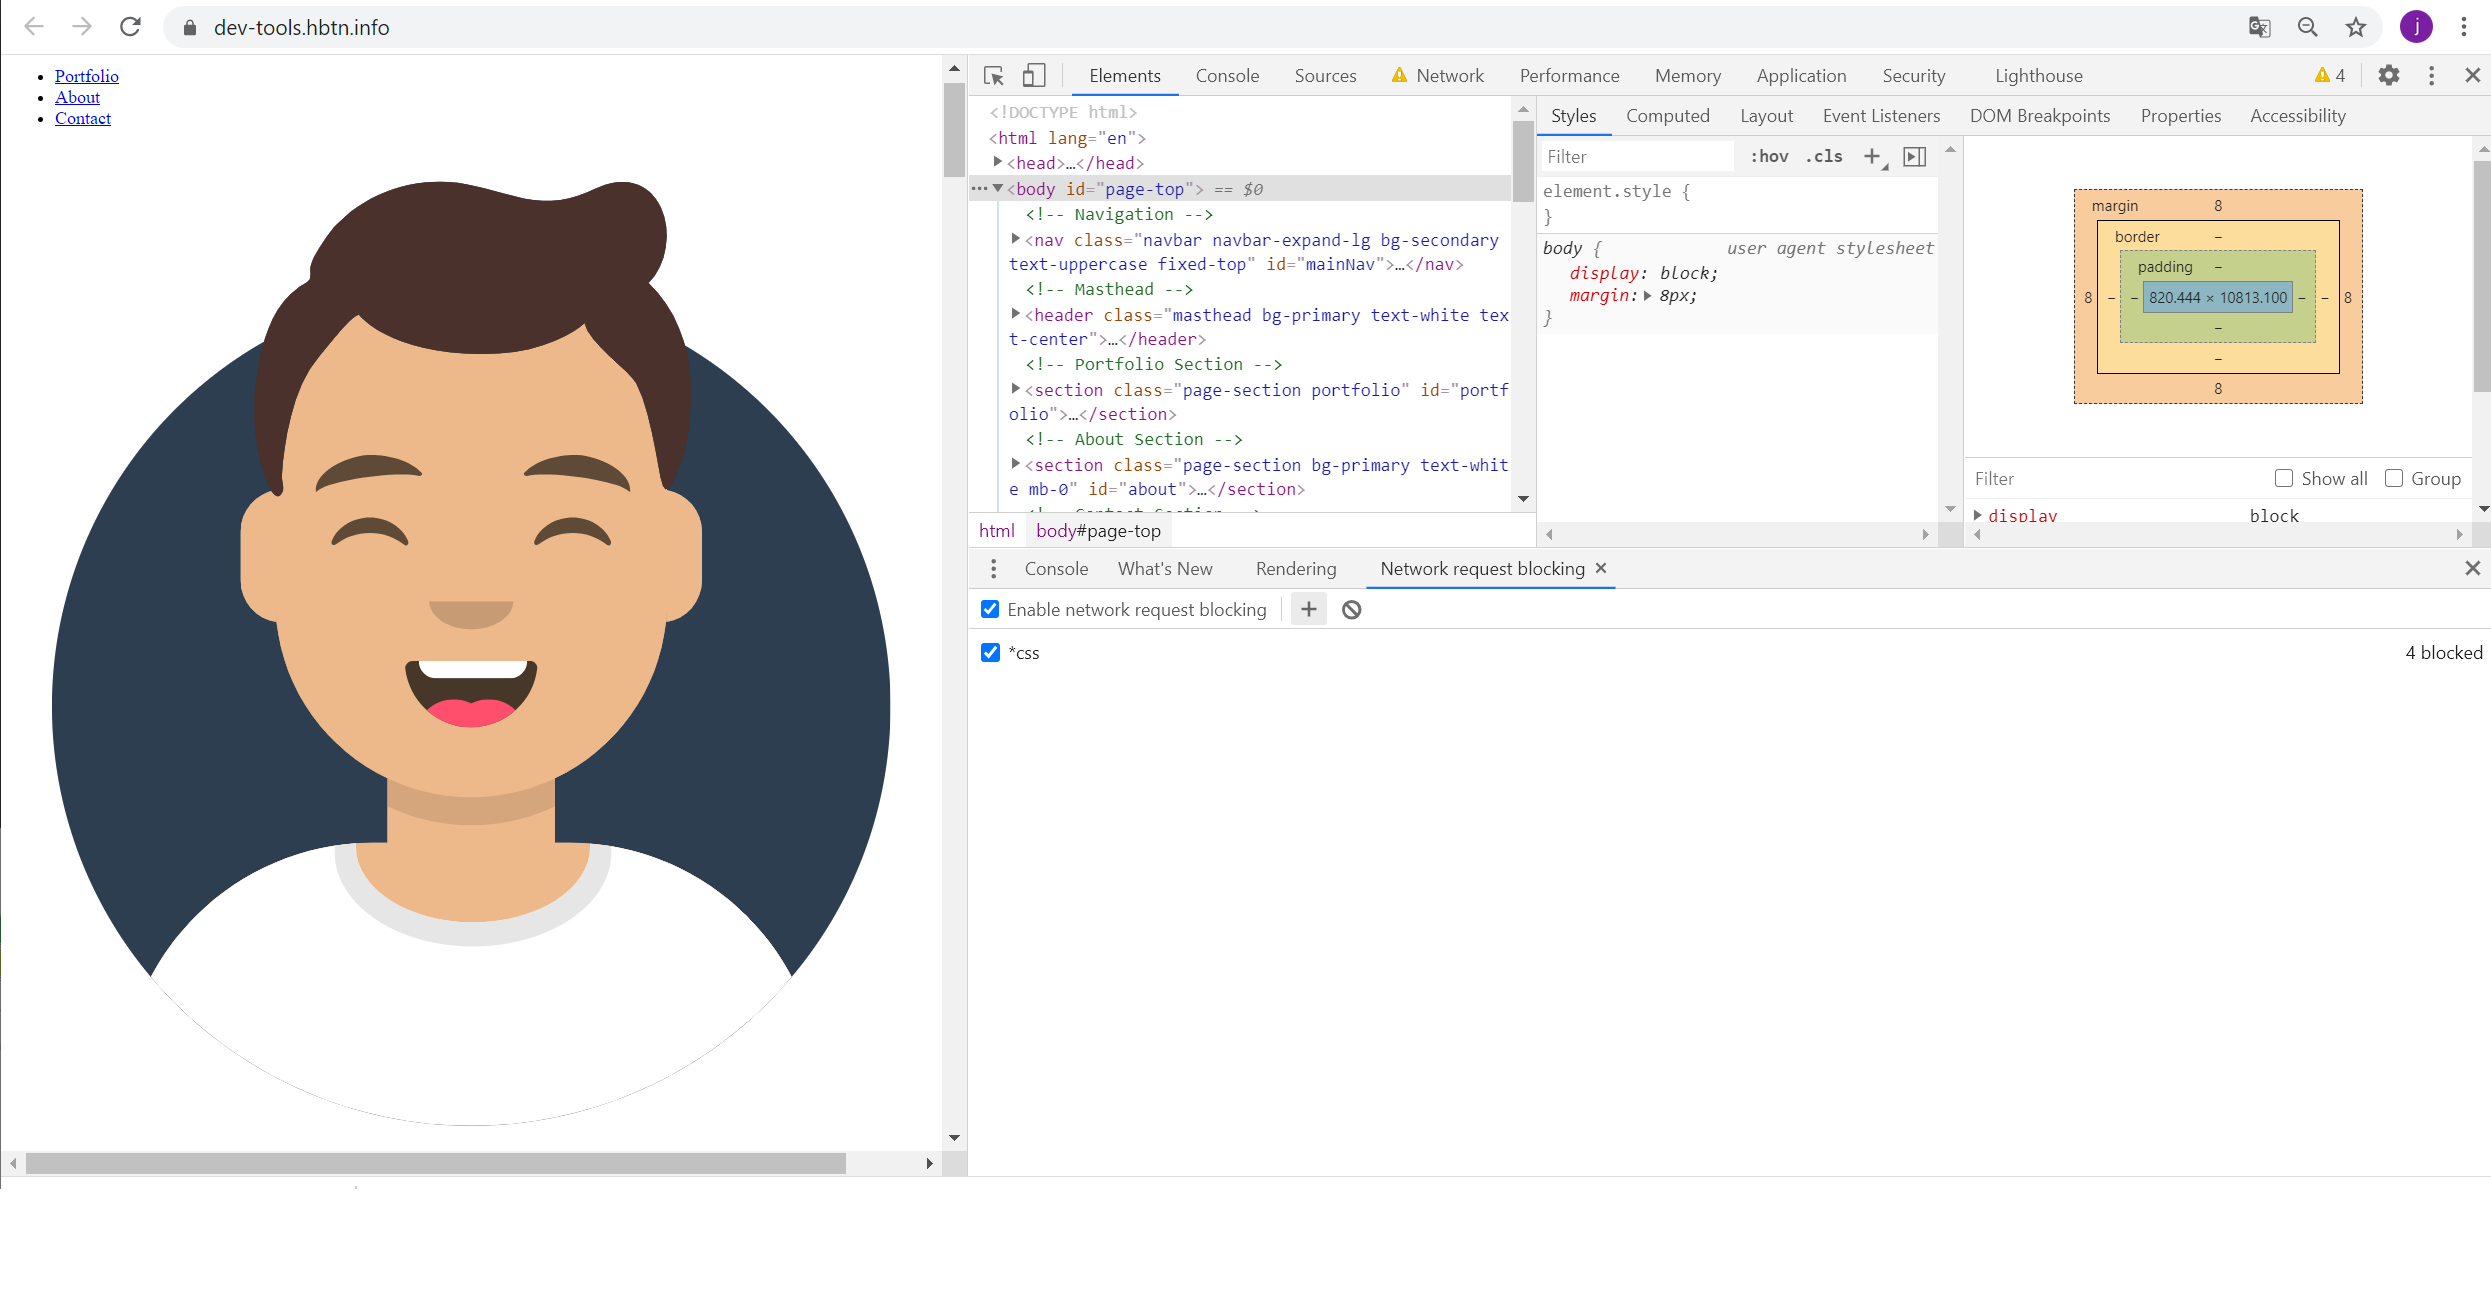 dev-tools.hbtn.info
j
Portfolio
About
Contact
Elements Console Sources Network Performance Memory Application Security Lighthouse 4
<!DOCTYPE html>
<html lang="en">
<head>…</head>
<body id="page-top"> == $0
<!-- Navigation -->
<nav class="navbar navbar-expand-lg bg-secondary
text-uppercase fixed-top" id="mainNav">…</nav>
<!-- Masthead -->
<header class="masthead bg-primary text-white tex
t-center">…</header>
<!-- Portfolio Section -->
<section class="page-section portfolio" id="portf
olio">…</section>
<!-- About Section -->
<section class="page-section bg-primary text-whit
e mb-0" id="about">…</section>
<!-- Contact Section -->
html body#page-top
Styles Computed Layout Event Listeners DOM Breakpoints Properties Accessibility
Filter :hov .cls
element.style {
}
body { user agent stylesheet
display: block;
margin: 8px;
}
margin 8
border –
padding –
8 – – 820.444 × 10813.100 – – 8
–
–
8
Filter Show all Group
display block
Console What's New Rendering Network request blocking
Enable network request blocking
*css 4 blocked